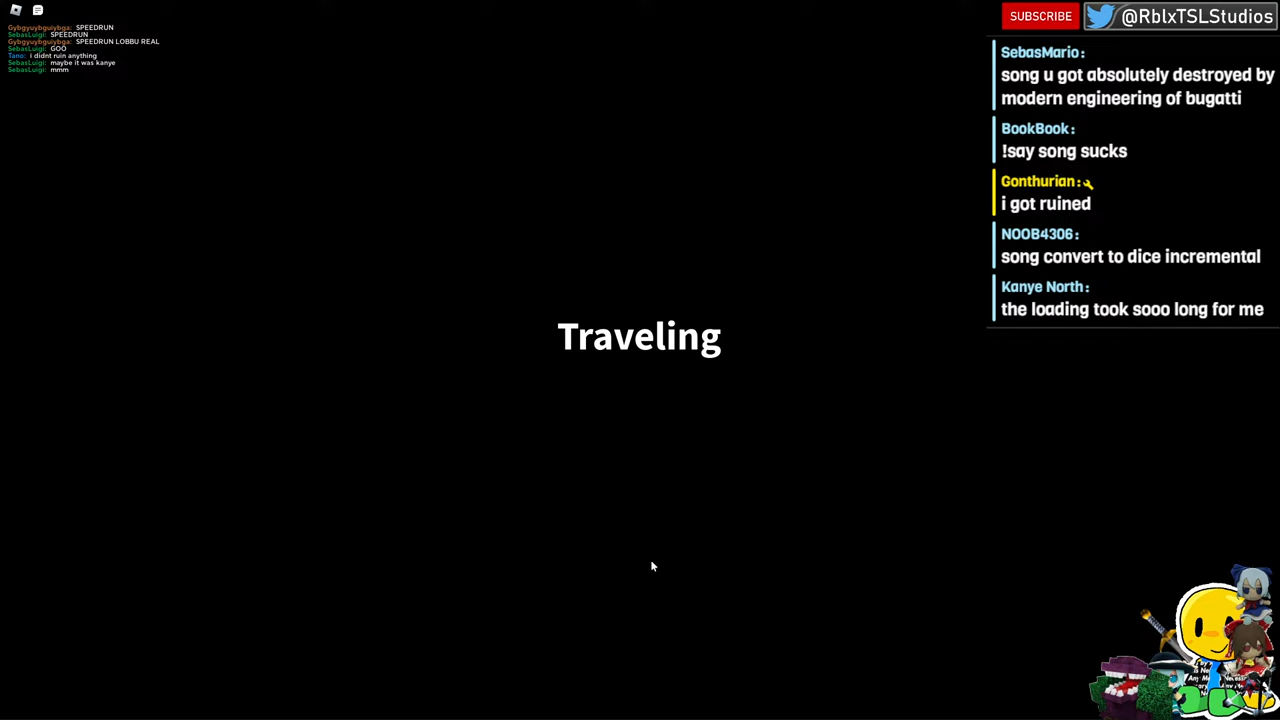 Gybgyuybguiybga: SPEEDRUN
SebasLuigi: SPEEDRUN
Gybgyuybguiybga: SPEEDRUN LOBBU REAL
SebasLuigi: GOO
Tano: i didnt ruin anything
SebasLuigi: maybe it was kanye
SebasLuigi: mmm
SUBSCRIBE
@RblxTSLStudios
SebasMario:
song u got absolutely destroyed by
modern engineering of bugatti
BookBook:
!say song sucks
Gonthurian:
i got ruined
NOOB4306:
song convert to dice incremental
Kanye North:
the loading took sooo long for me
Traveling